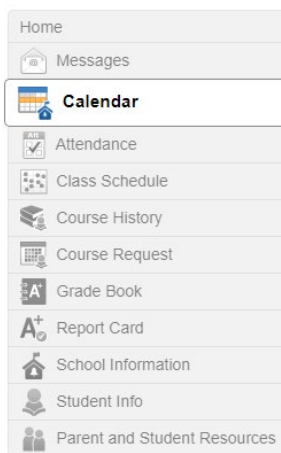 Home
Messages
Calendar
Attendance
Class Schedule
Course History
Course Request
Grade Book
Report Card
School Information
Student Info
Parent and Student Resources